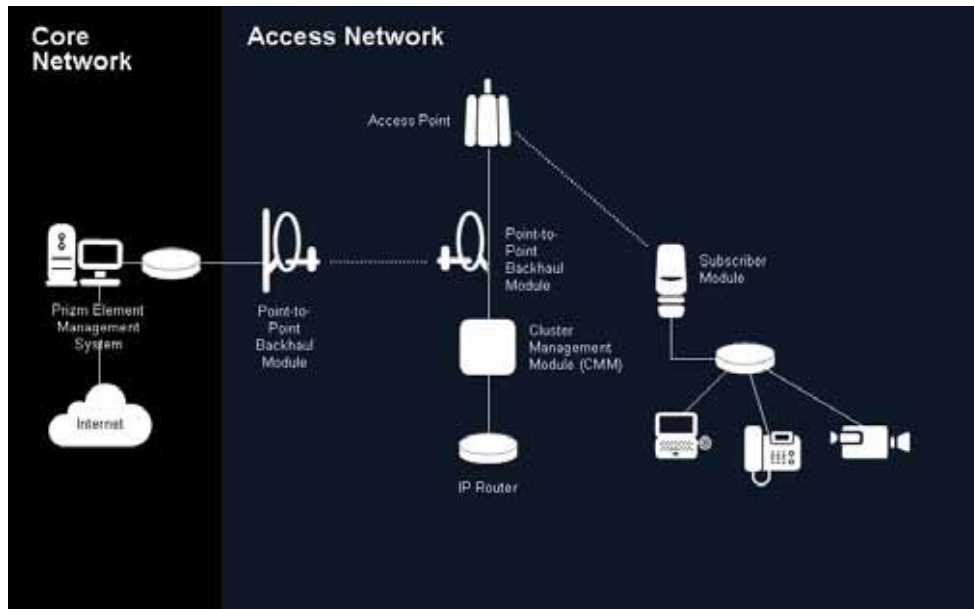 Core
Network
Access Network
Access Point
Point-to-
Point
Backhaul
Module
Subscriber
Module
Prizm Element
Management
System
Point-to-
Point
Backhaul
Module
Cluster
Management
Module (CMM)
Internet
IP Router